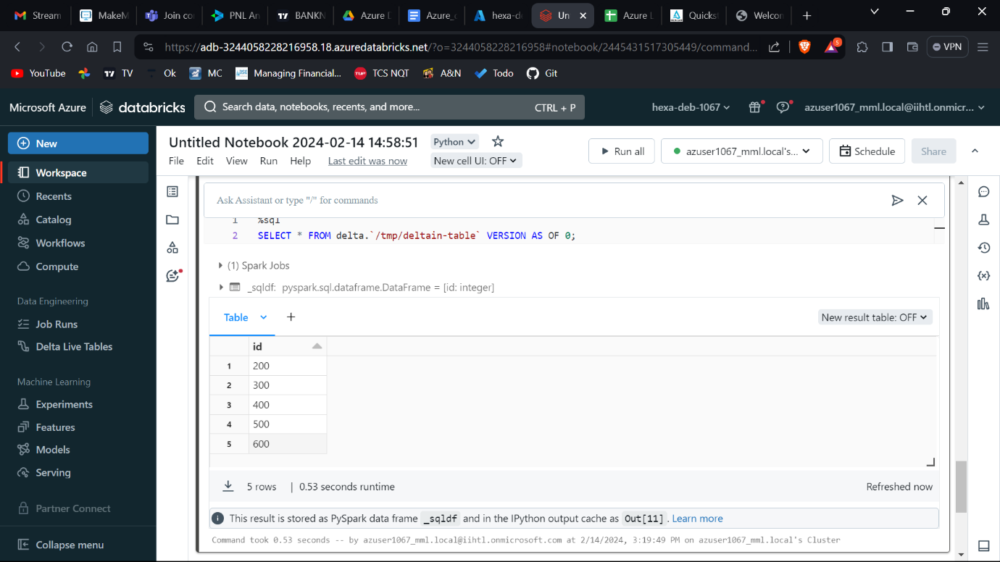 Stream
MakeM
Join co
PNL An
BANKN
Azure D
Azure_
hexa-de
Un
Azure L
Quickst
Welcom
https://adb-3244058228216958.18.azuredatabricks.net/?o=3244058228216958#notebook/2445431517305449/command...
5
VPN
YouTube
TV
Ok
MC
Managing Financial...
TCS NQT
A&N
Todo
Git
Microsoft Azure
databricks
Search data, notebooks, recents, and more...
CTRL + P
hexa-deb-1067
azuser1067_mml.local@iihtl.onmicr...
New
Workspace
Recents
Catalog
Workflows
Compute
Data Engineering
Job Runs
Delta Live Tables
Machine Learning
Experiments
Features
Models
Serving
Partner Connect
Collapse menu
Untitled Notebook 2024-02-14 14:58:51
Python
File Edit View Run Help Last edit was now
New cell UI: OFF
Run all
azuser1067_mml.local's...
Schedule
Share
Ask Assistant or type "/" for commands
1 %sql
2 SELECT * FROM delta.`/tmp/deltain-table` VERSION AS OF 0;
(1) Spark Jobs
_sqldf: pyspark.sql.dataframe.DataFrame = [id: integer]
Table
+
New result table: OFF
id
1 200
2 300
3 400
4 500
5 600
5 rows | 0.53 seconds runtime
Refreshed now
This result is stored as PySpark data frame _sqldf and in the IPython output cache as Out[11] . Learn more
Command took 0.53 seconds -- by azuser1067_mml.local@iihtl.onmicrosoft.com at 2/14/2024, 3:19:49 PM on azuser1067_mml.local's Cluster